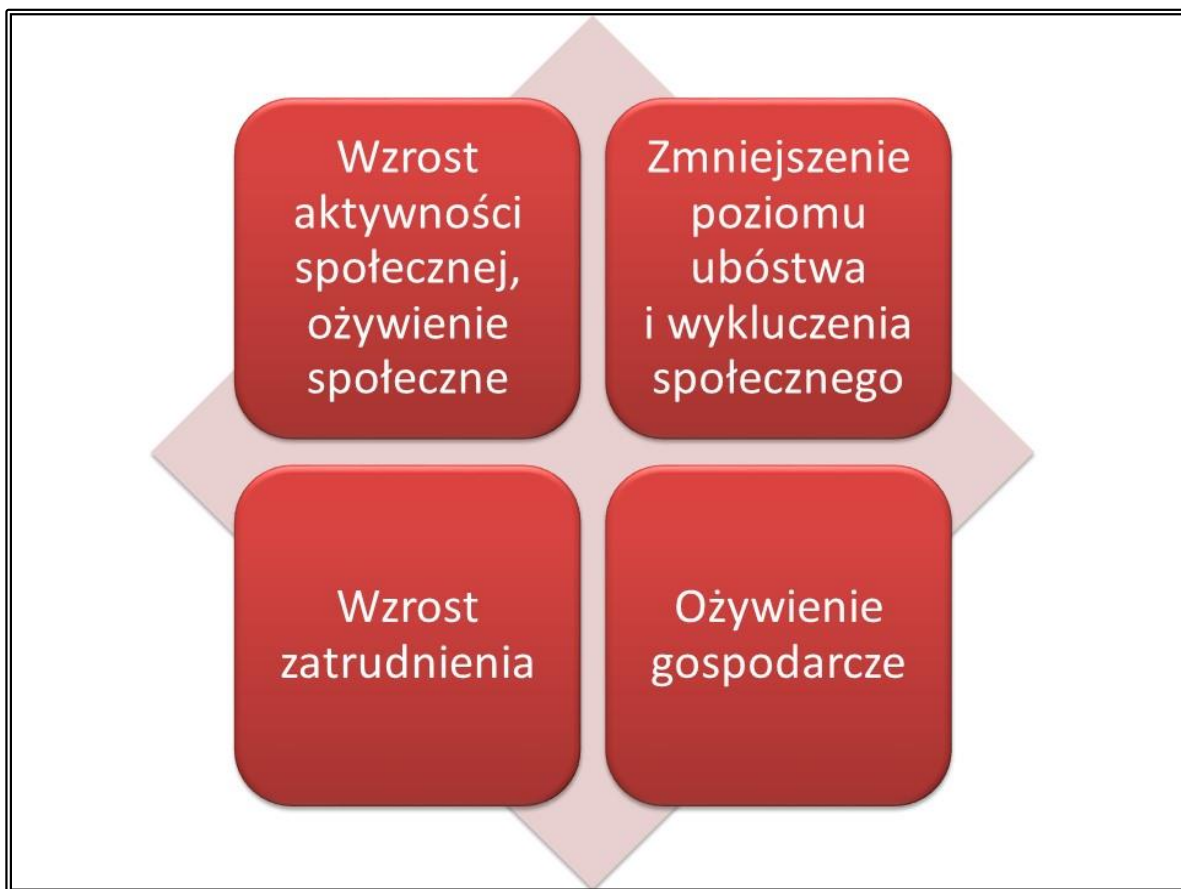 Wzrost
aktywności
społecznej,
ożywienie
społeczne
Zmniejszenie
poziomu
ubóstwa
i wykluczenia
społecznego
Wzrost
zatrudnienia
Ożywienie
gospodarcze